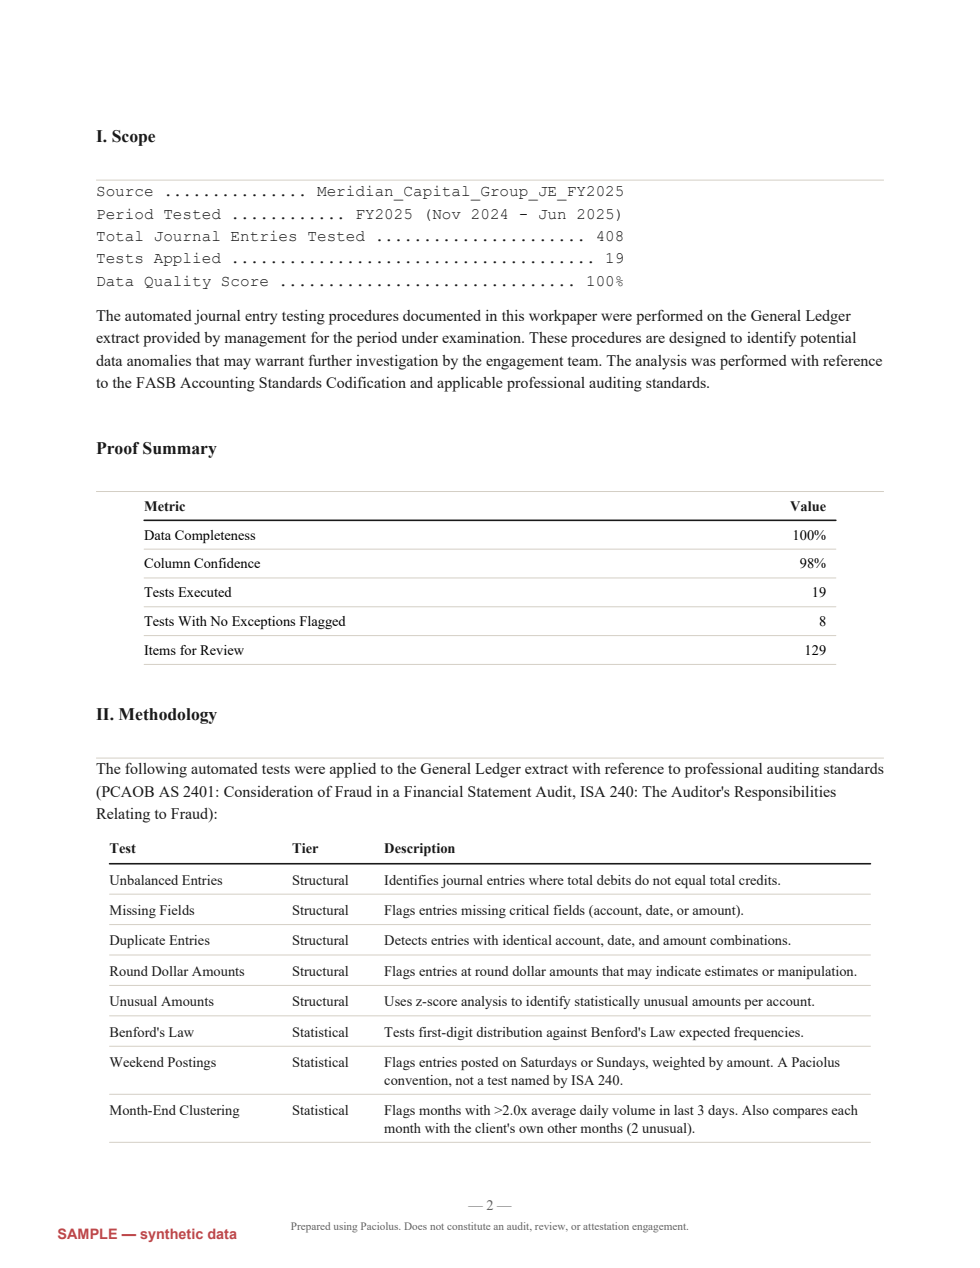 I. Scope
Source ............... Meridian_Capital_Group_JE_FY2025
Period Tested ............ FY2025 (Nov 2024 - Jun 2025)
Total Journal Entries Tested ...................... 408
Tests Applied ...................................... 19
Data Quality Score ............................... 100%
The automated journal entry testing procedures documented in this workpaper were performed on the General Ledger
extract provided by management for the period under examination. These procedures are designed to identify potential
data anomalies that may warrant further investigation by the engagement team. The analysis was performed with reference
to the FASB Accounting Standards Codification and applicable professional auditing standards.
Proof Summary
Metric Value
Data Completeness 100%
Column Confidence 98%
Tests Executed 19
Tests With No Exceptions Flagged 8
Items for Review 129
II. Methodology
The following automated tests were applied to the General Ledger extract with reference to professional auditing standards
(PCAOB AS 2401: Consideration of Fraud in a Financial Statement Audit, ISA 240: The Auditor's Responsibilities
Relating to Fraud):
Test Tier Description
Unbalanced Entries Structural Identifies journal entries where total debits do not equal total credits.
Missing Fields Structural Flags entries missing critical fields (account, date, or amount).
Duplicate Entries Structural Detects entries with identical account, date, and amount combinations.
Round Dollar Amounts Structural Flags entries at round dollar amounts that may indicate estimates or manipulation.
Unusual Amounts Structural Uses z-score analysis to identify statistically unusual amounts per account.
Benford's Law Statistical Tests first-digit distribution against Benford's Law expected frequencies.
Weekend Postings Statistical Flags entries posted on Saturdays or Sundays, weighted by amount. A Paciolus
convention, not a test named by ISA 240.
Month-End Clustering Statistical Flags months with >2.0x average daily volume in last 3 days. Also compares each
month with the client's own other months (2 unusual).
— 2 —
Prepared using Paciolus. Does not constitute an audit, review, or attestation engagement.
SAMPLE — synthetic data